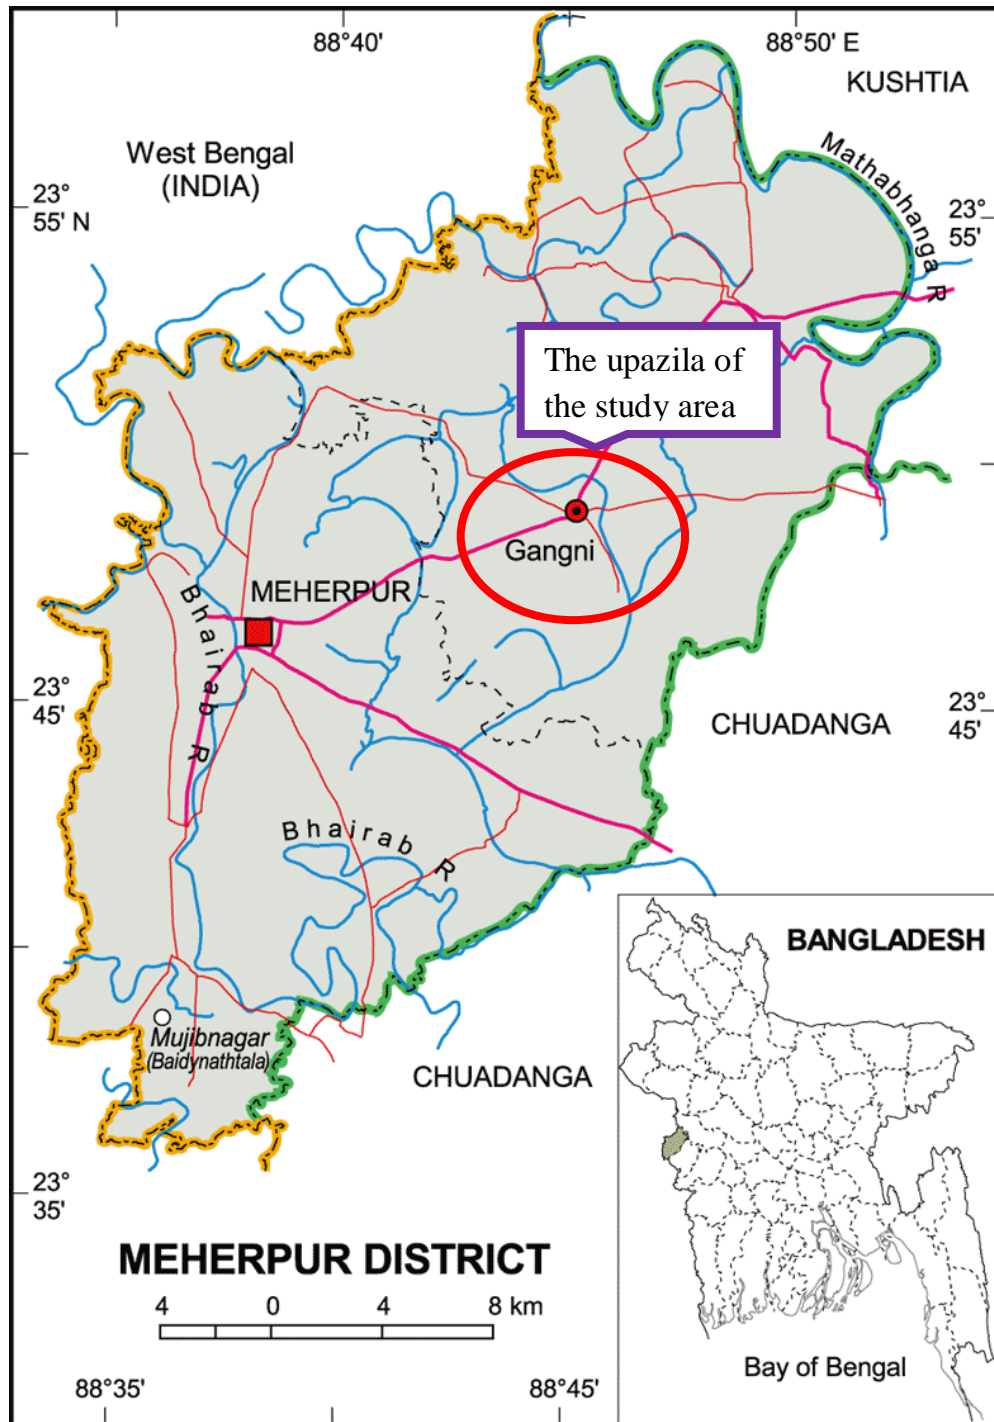 88°40'
88°50' E
KUSHTIA
West Bengal
(INDIA)
Mathabhanga R
23°
55' N
23°
55'
The upazila of
the study area
Gangni
MEHERPUR
Bhairab R
23°
45'
23°
45'
CHUADANGA
Bhairab R
BANGLADESH
Mujibnagar
(Baidynathtala)
CHUADANGA
23°
35'
MEHERPUR DISTRICT
4 0 4 8 km
Bay of Bengal
88°35'
88°45'